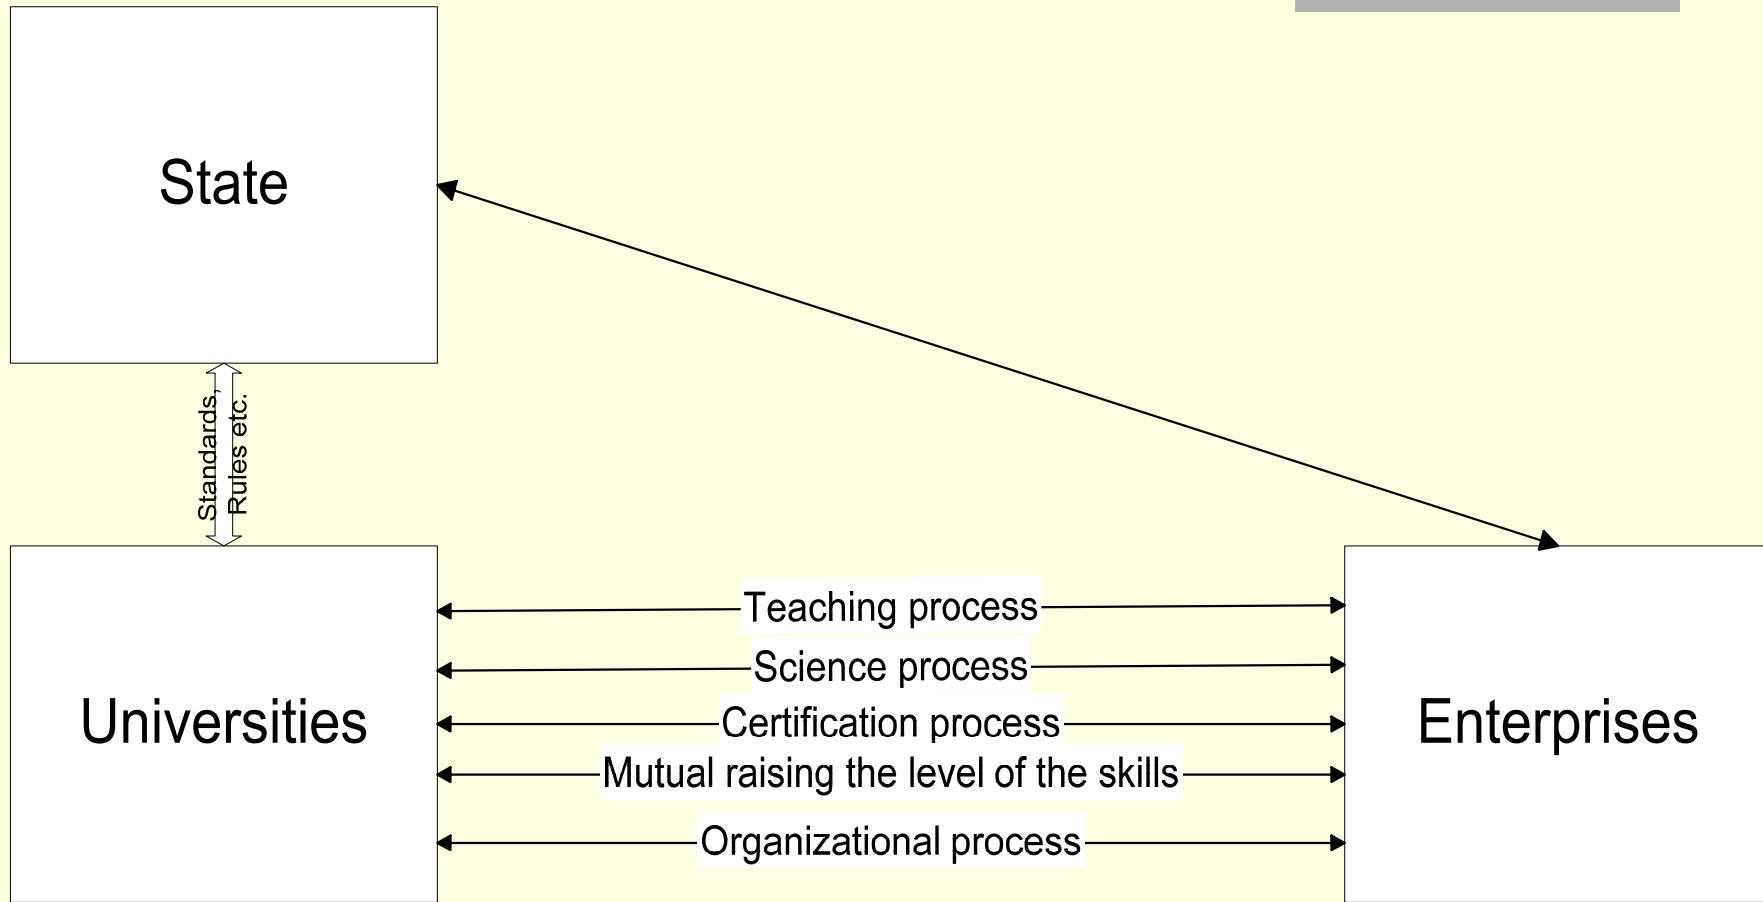 State
Standards,
Rules etc.
Teaching process
Science process
Certification process
Mutual raising the level of the skills
Organizational process
Universities
Enterprises